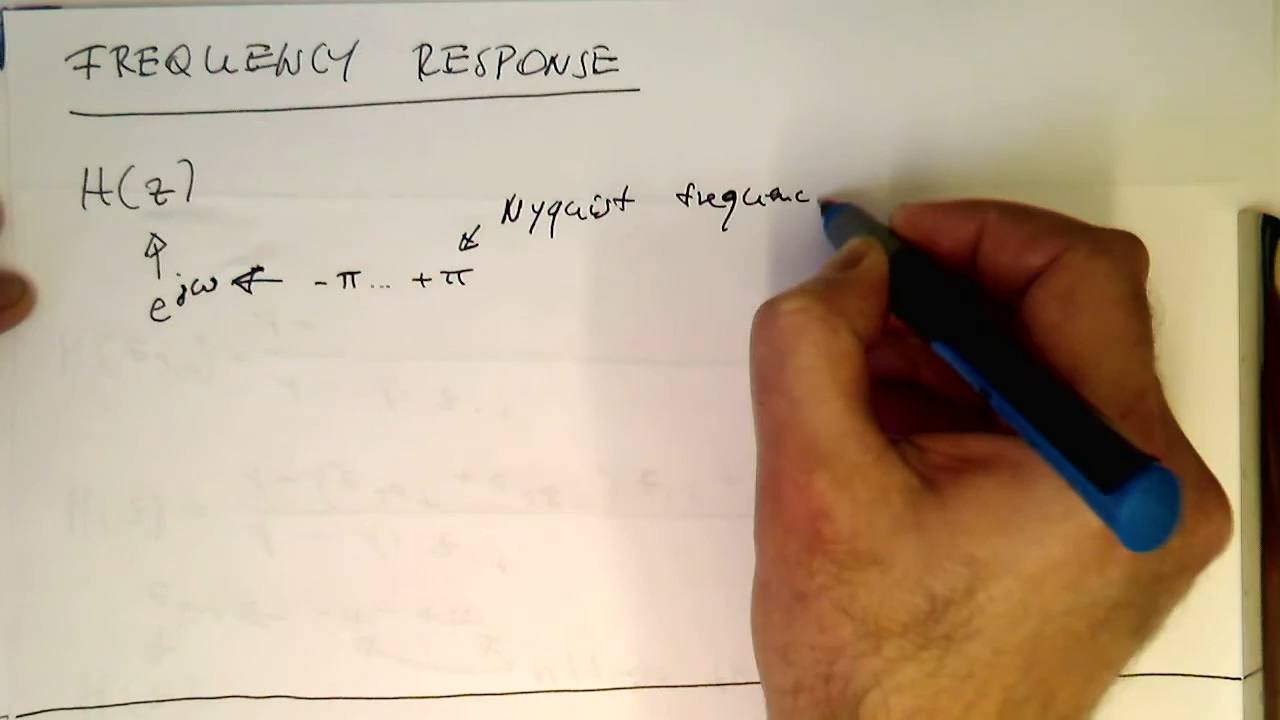 FREQUENCY RESPONSE
H(z)
Nyquist frequenc
e^jω ← -π... +π